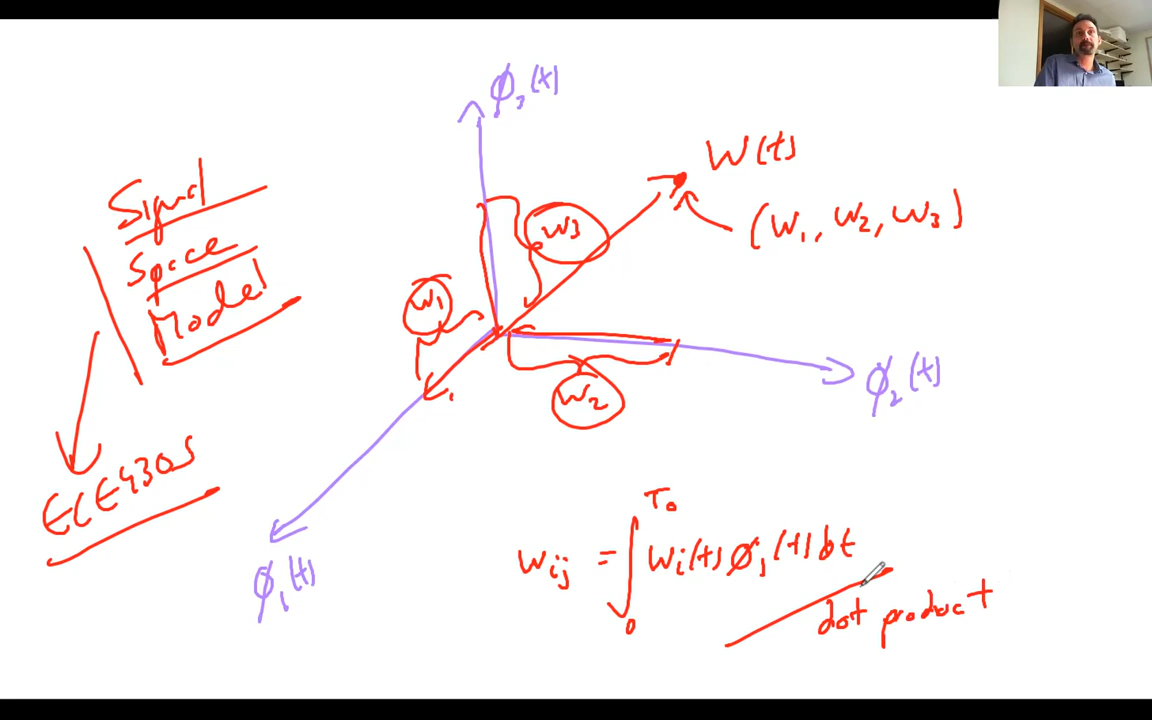 ϕ₃(t)
W(t)
(W₁, W₂, W₃)
Signal
Space
Model
W₃
W₁
W₂
ϕ₂(t)
ECE4305
ϕ₁(t)
Wᵢⱼ = ∫₀^T₀ Wᵢ(t) ϕⱼ(t) dt
dot product